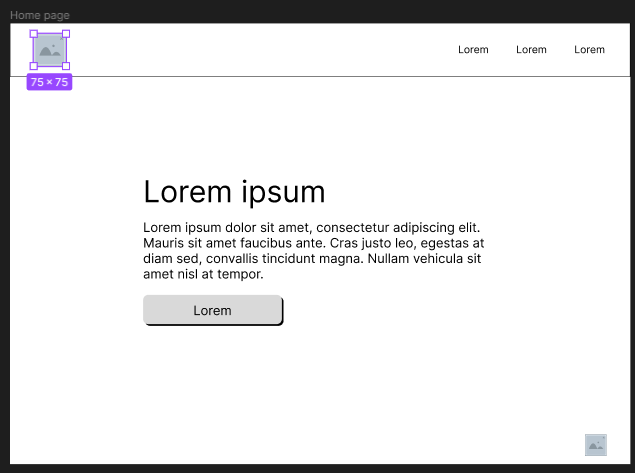 Home page
Lorem Lorem Lorem
75 × 75
Lorem ipsum
Lorem ipsum dolor sit amet, consectetur adipiscing elit.
Mauris sit amet faucibus ante. Cras justo leo, egestas at
diam sed, convallis tincidunt magna. Nullam vehicula sit
amet nisl at tempor.
Lorem